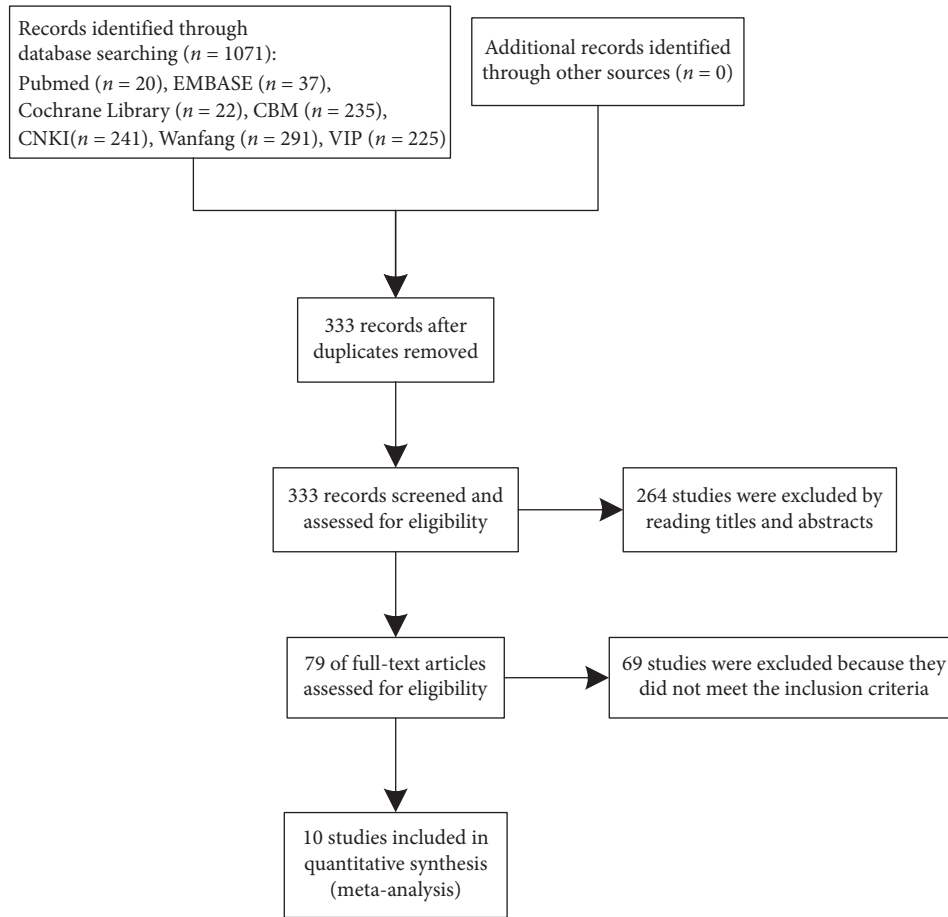 Records identified through
database searching (n = 1071):
Pubmed (n = 20), EMBASE (n = 37),
Cochrane Library (n = 22), CBM (n = 235),
CNKI(n = 241), Wanfang (n = 291), VIP (n = 225)
Additional records identified
through other sources (n = 0)
333 records after
duplicates removed
333 records screened and
assessed for eligibility
264 studies were excluded by
reading titles and abstracts
79 of full-text articles
assessed for eligibility
69 studies were excluded because they
did not meet the inclusion criteria
10 studies included in
quantitative synthesis
(meta-analysis)